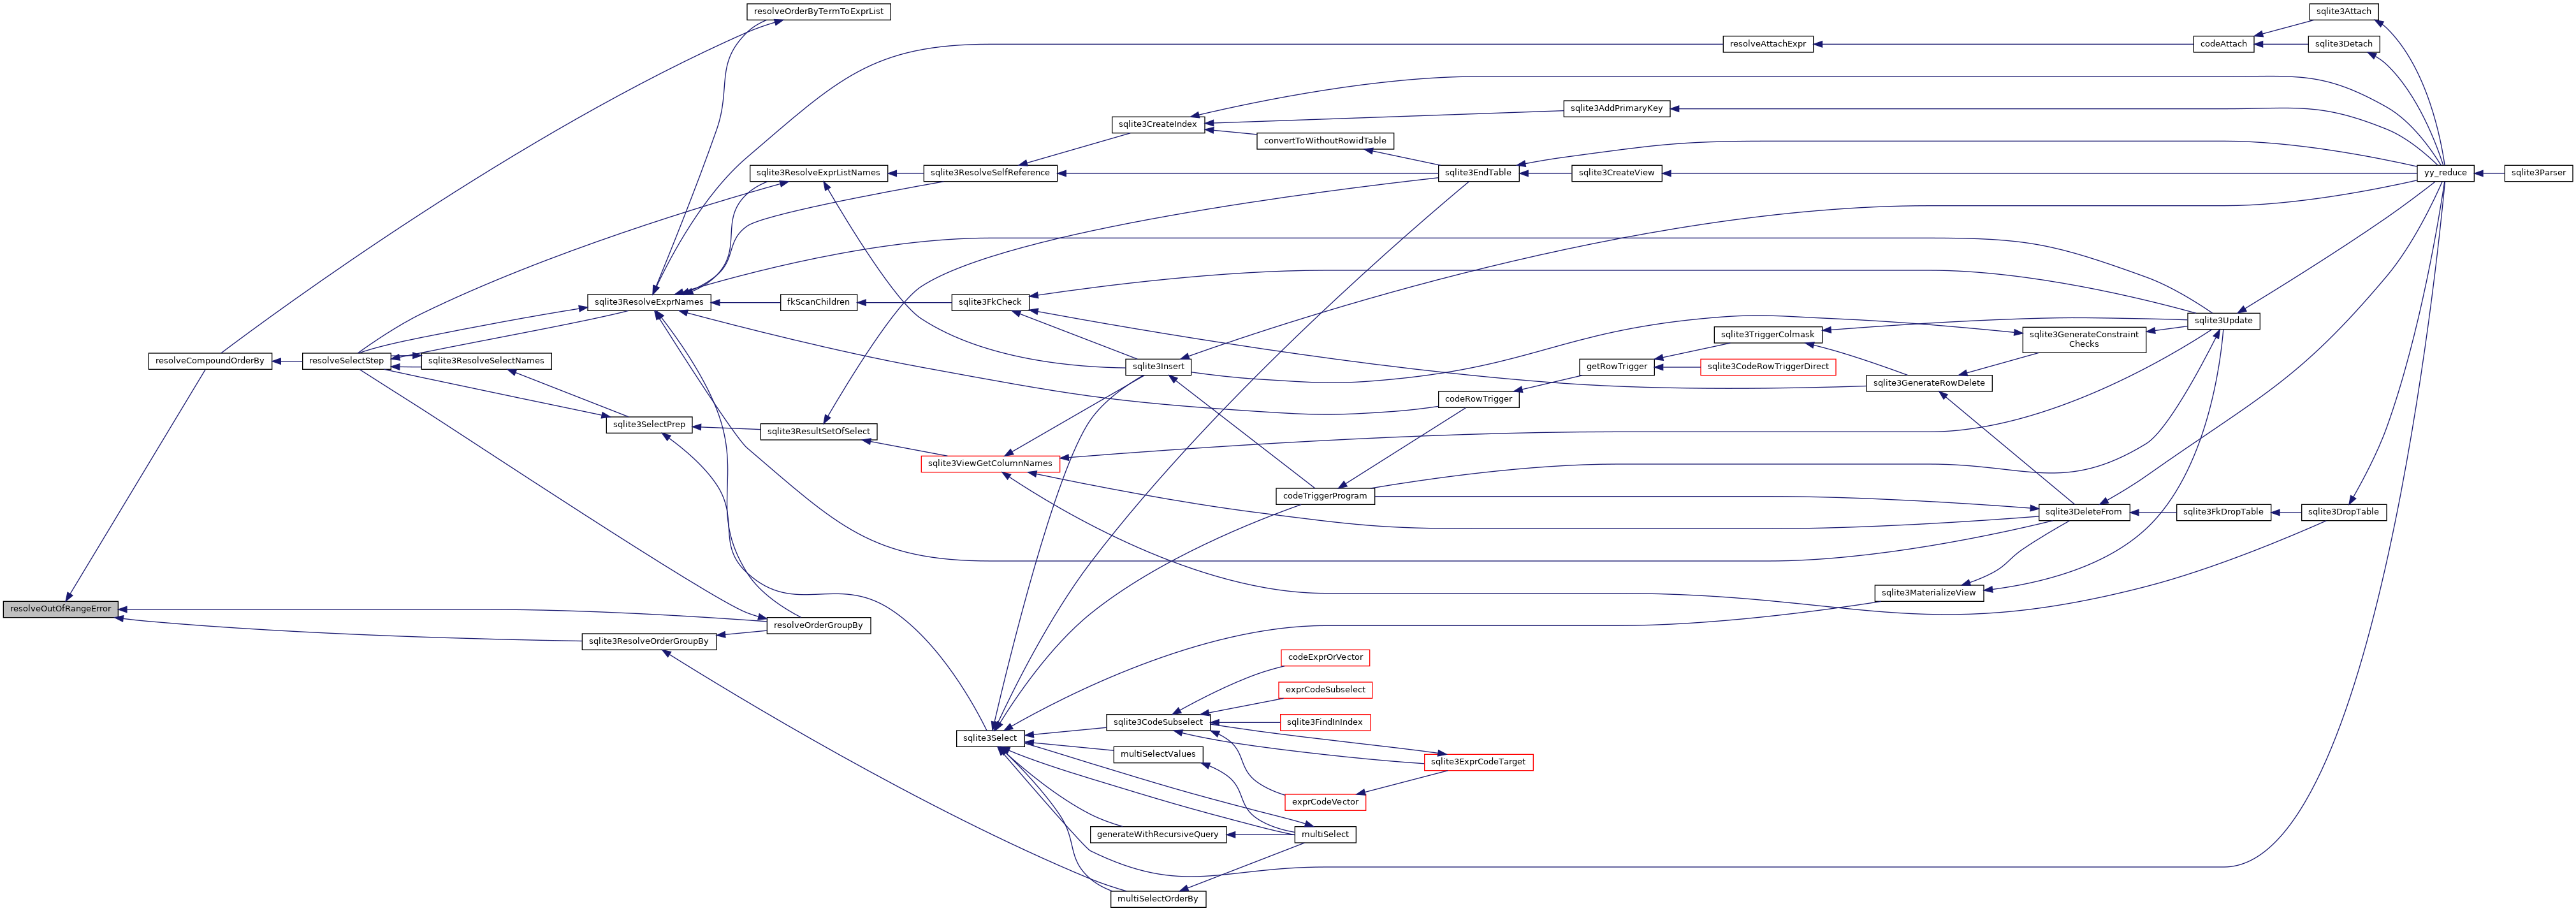 resolveOrderByTermToExprList
sqlite3Attach
resolveAttachExpr
codeAttach
sqlite3Detach
sqlite3AddPrimaryKey
sqlite3CreateIndex
convertToWithoutRowidTable
sqlite3ResolveExprListNames
sqlite3ResolveSelfReference
sqlite3EndTable
sqlite3CreateView
yy_reduce
sqlite3Parser
sqlite3ResolveExprNames
fkScanChildren
sqlite3FkCheck
sqlite3Update
sqlite3TriggerColmask
sqlite3GenerateConstraint
Checks
resolveCompoundOrderBy
resolveSelectStep
sqlite3ResolveSelectNames
sqlite3Insert
getRowTrigger
sqlite3CodeRowTriggerDirect
sqlite3GenerateRowDelete
codeRowTrigger
sqlite3SelectPrep
sqlite3ResultSetOfSelect
sqlite3ViewGetColumnNames
codeTriggerProgram
sqlite3DeleteFrom
sqlite3FkDropTable
sqlite3DropTable
sqlite3MaterializeView
resolveOutOfRangeError
resolveOrderGroupBy
sqlite3ResolveOrderGroupBy
codeExprOrVector
exprCodeSubselect
sqlite3CodeSubselect
sqlite3FindInIndex
sqlite3Select
multiSelectValues
sqlite3ExprCodeTarget
exprCodeVector
generateWithRecursiveQuery
multiSelect
multiSelectOrderBy